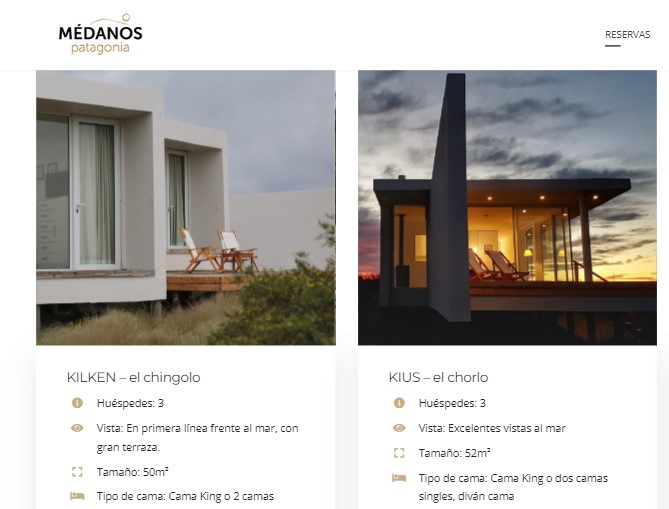 MÉDANOS
patagonia
RESERVAS
KILKEN – el chingolo
Huéspedes: 3
Vista: En primera línea frente al mar, con
gran terraza.
Tamaño: 50m²
Tipo de cama: Cama King o 2 camas
KIUS – el chorlo
Huéspedes: 3
Vista: Excelentes vistas al mar
Tamaño: 52m²
Tipo de cama: Cama King o dos camas
singles, diván cama